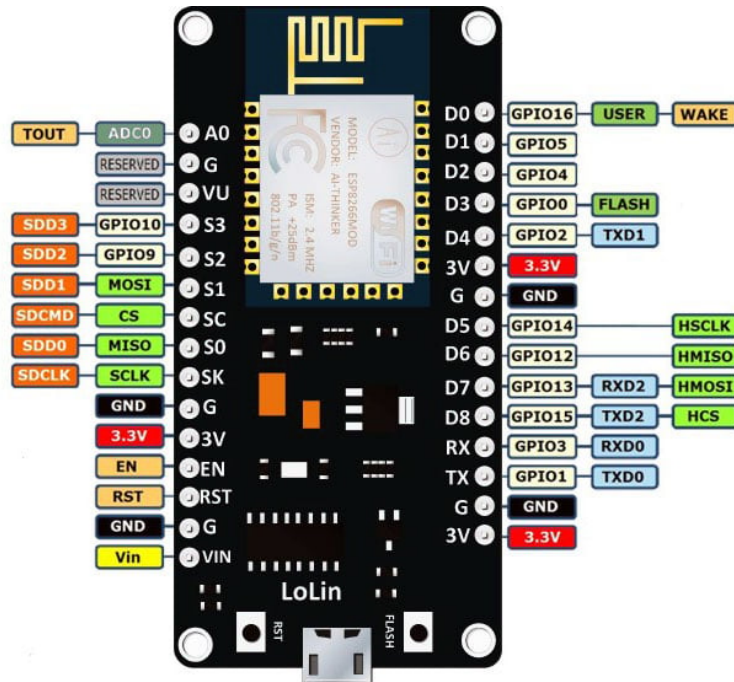 TOUT ADC0 A0
RESERVED G
RESERVED VU
SDD3 GPIO10 S3
SDD2 GPIO9 S2
SDD1 MOSI S1
SDCMD CS SC
SDD0 MISO S0
SDCLK SCLK SK
GND G
3.3V 3V
EN EN
RST RST
GND G
Vin VIN
Ai
MODEL: ESP8266MOD
VENDOR: AI-THINKER
ISM: 2.4 MHZ
PA +25dBm
802.11b/g/n
FC
Wi Fi
D0 GPIO16 USER WAKE
D1 GPIO5
D2 GPIO4
D3 GPIO0 FLASH
D4 GPIO2 TXD1
3V 3.3V
G GND
D5 GPIO14 HSCLK
D6 GPIO12 HMISO
D7 GPIO13 RXD2 HMOSI
D8 GPIO15 TXD2 HCS
RX GPIO3 RXD0
TX GPIO1 TXD0
G GND
3V 3.3V
LoLin
RST
FLASH